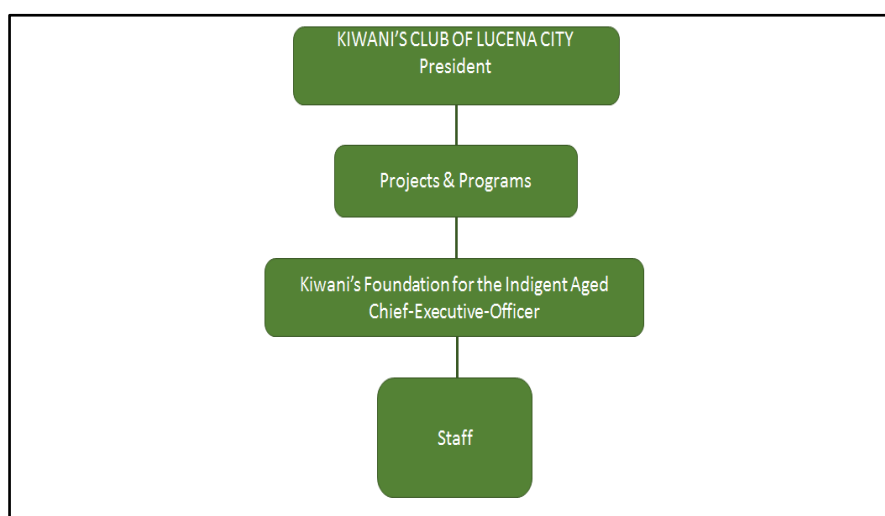 KIWANI'S CLUB OF LUCENA CITY
President
Projects & Programs
Kiwani's Foundation for the Indigent Aged
Chief-Executive-Officer
Staff